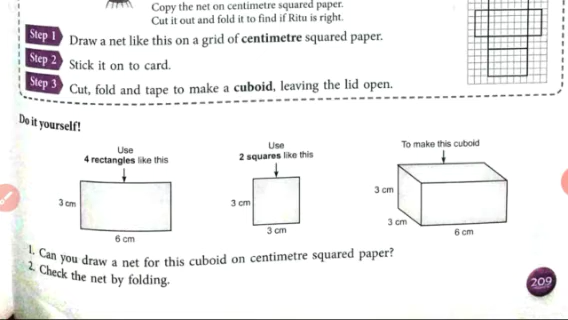 Copy the net on centimetre squared paper.
Cut it out and fold it to find if Ritu is right.
Step 1 Draw a net like this on a grid of centimetre squared paper.
Step 2 Stick it on to card.
Step 3 Cut, fold and tape to make a cuboid, leaving the lid open.
Do it yourself!
Use
4 rectangles like this
3 cm
6 cm
Use
2 squares like this
3 cm
3 cm
To make this cuboid
3 cm
3 cm
6 cm
1. Can you draw a net for this cuboid on centimetre squared paper?
2. Check the net by folding.
209